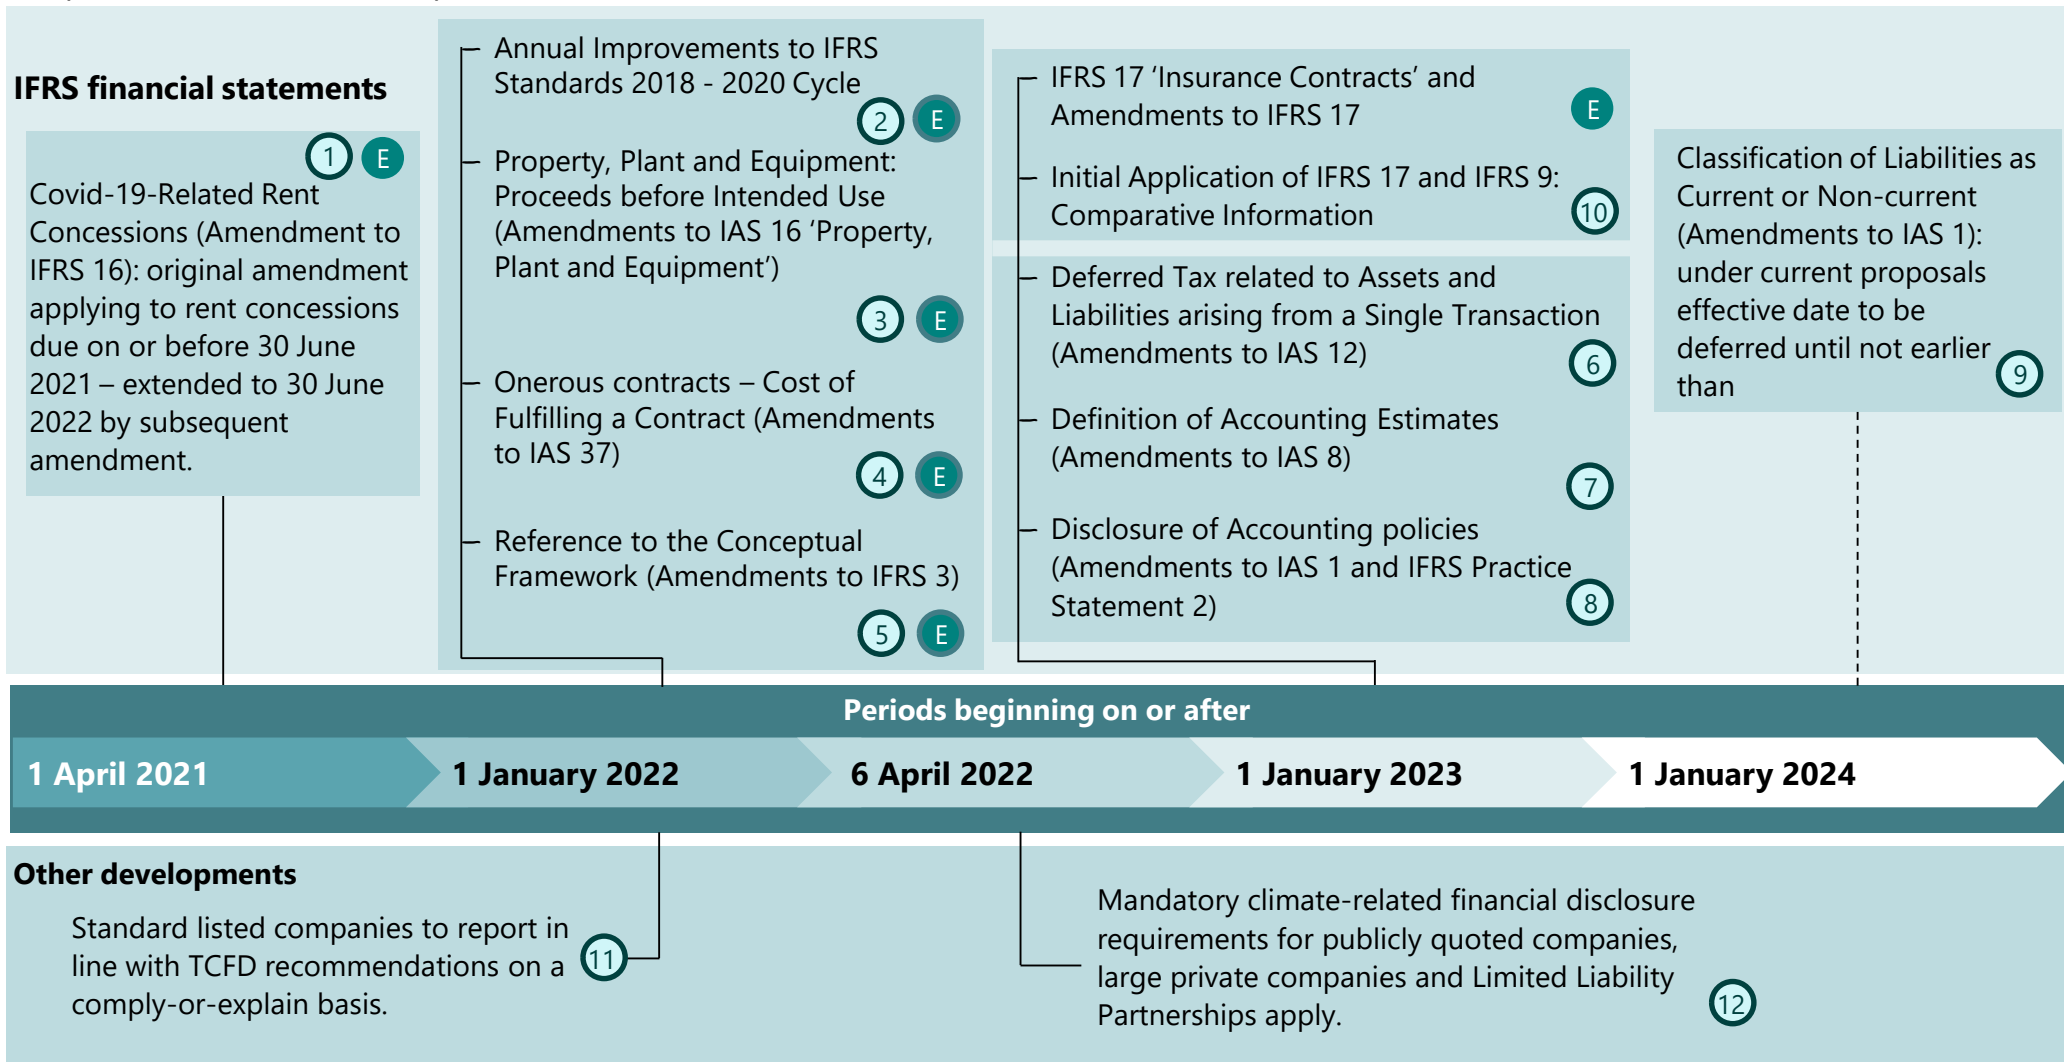 IFRS financial statements
1 E
Covid-19-Related Rent
Concessions (Amendment to
IFRS 16): original amendment
applying to rent concessions
due on or before 30 June
2021 – extended to 30 June
2022 by subsequent
amendment.
Annual Improvements to IFRS
Standards 2018 - 2020 Cycle
2 E
Property, Plant and Equipment:
Proceeds before Intended Use
(Amendments to IAS 16 ‘Property,
Plant and Equipment’)
3 E
Onerous contracts – Cost of
Fulfilling a Contract (Amendments
to IAS 37)
4 E
Reference to the Conceptual
Framework (Amendments to IFRS 3)
5 E
IFRS 17 ‘Insurance Contracts’ and
Amendments to IFRS 17
E
Initial Application of IFRS 17 and IFRS 9:
Comparative Information
10
Deferred Tax related to Assets and
Liabilities arising from a Single Transaction
(Amendments to IAS 12)
6
Definition of Accounting Estimates
(Amendments to IAS 8)
7
Disclosure of Accounting policies
(Amendments to IAS 1 and IFRS Practice
Statement 2)
8
Classification of Liabilities as
Current or Non-current
(Amendments to IAS 1):
under current proposals
effective date to be
deferred until not earlier
than
9
Periods beginning on or after
1 April 2021
1 January 2022
6 April 2022
1 January 2023
1 January 2024
Other developments
Standard listed companies to report in
line with TCFD recommendations on a
comply-or-explain basis.
11
Mandatory climate-related financial disclosure
requirements for publicly quoted companies,
large private companies and Limited Liability
Partnerships apply.
12